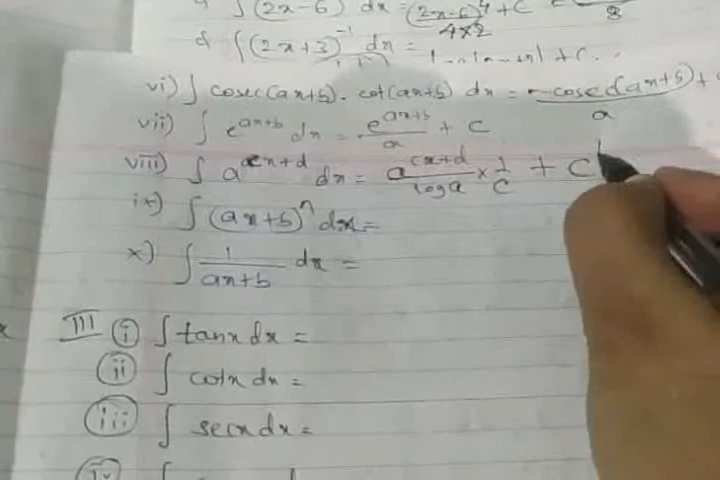 ∫(2x-6) dx = (2x-6)⁴/4×2 + C = /8
d ∫(2x+3)⁻¹ dx =
vi) ∫ cosec(ax+b). cot(ax+b) dx = -cosec(ax+b)/a +
vii) ∫ e^(ax+b) dx = e^(ax+b)/a + C
viii) ∫ a^(cx+d) dx = a^(cx+d)/loga × 1/C + C
ix) ∫(ax+b)ⁿ dx =
x) ∫ 1/(ax+b) dx =
III (i) ∫ tanx dx =
(ii) ∫ cotx dx =
(iii) ∫ secx dx =
(iv) ∫